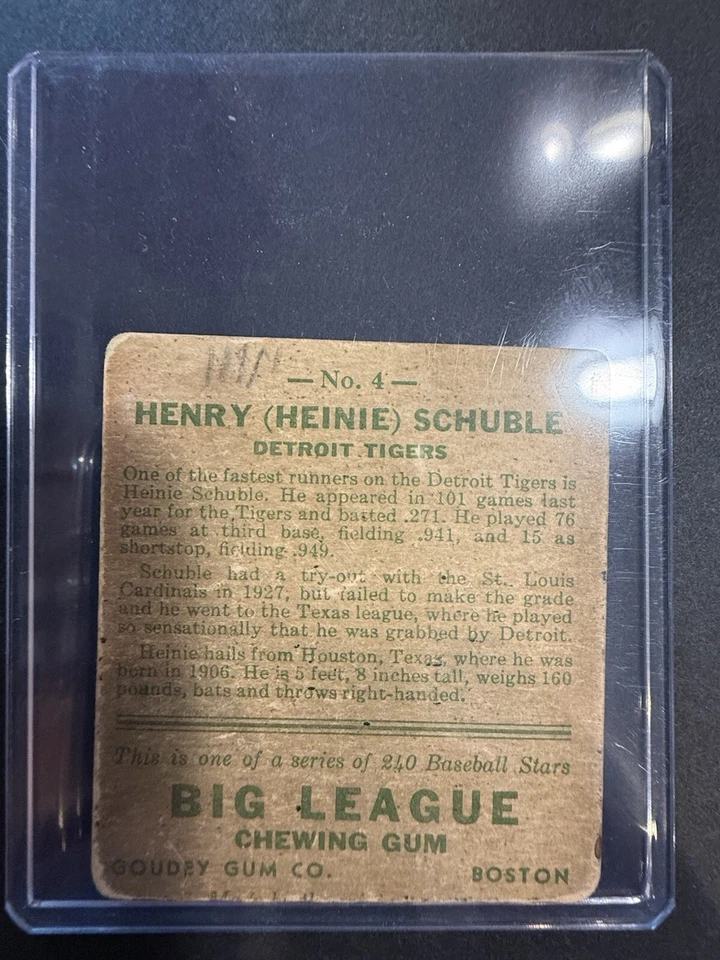 — No. 4 —
HENRY (HEINIE) SCHUBLE
DETROIT TIGERS
One of the fastest runners on the Detroit Tigers is
Heinie Schuble. He appeared in 101 games last
year for the Tigers and batted .271. He played 76
games at third base, fielding .941, and 15 as
shortstop, fielding .949.
Schuble had a try-out with the St. Louis
Cardinals in 1927, but failed to make the grade
and he went to the Texas league, where he played
so sensationally that he was grabbed by Detroit.
Heinie hails from Houston, Texas, where he was
born in 1906. He is 5 feet, 8 inches tall, weighs 160
pounds, bats and throws right-handed.
This is one of a series of 240 Baseball Stars
BIG LEAGUE
CHEWING GUM
GOUDEY GUM CO. BOSTON